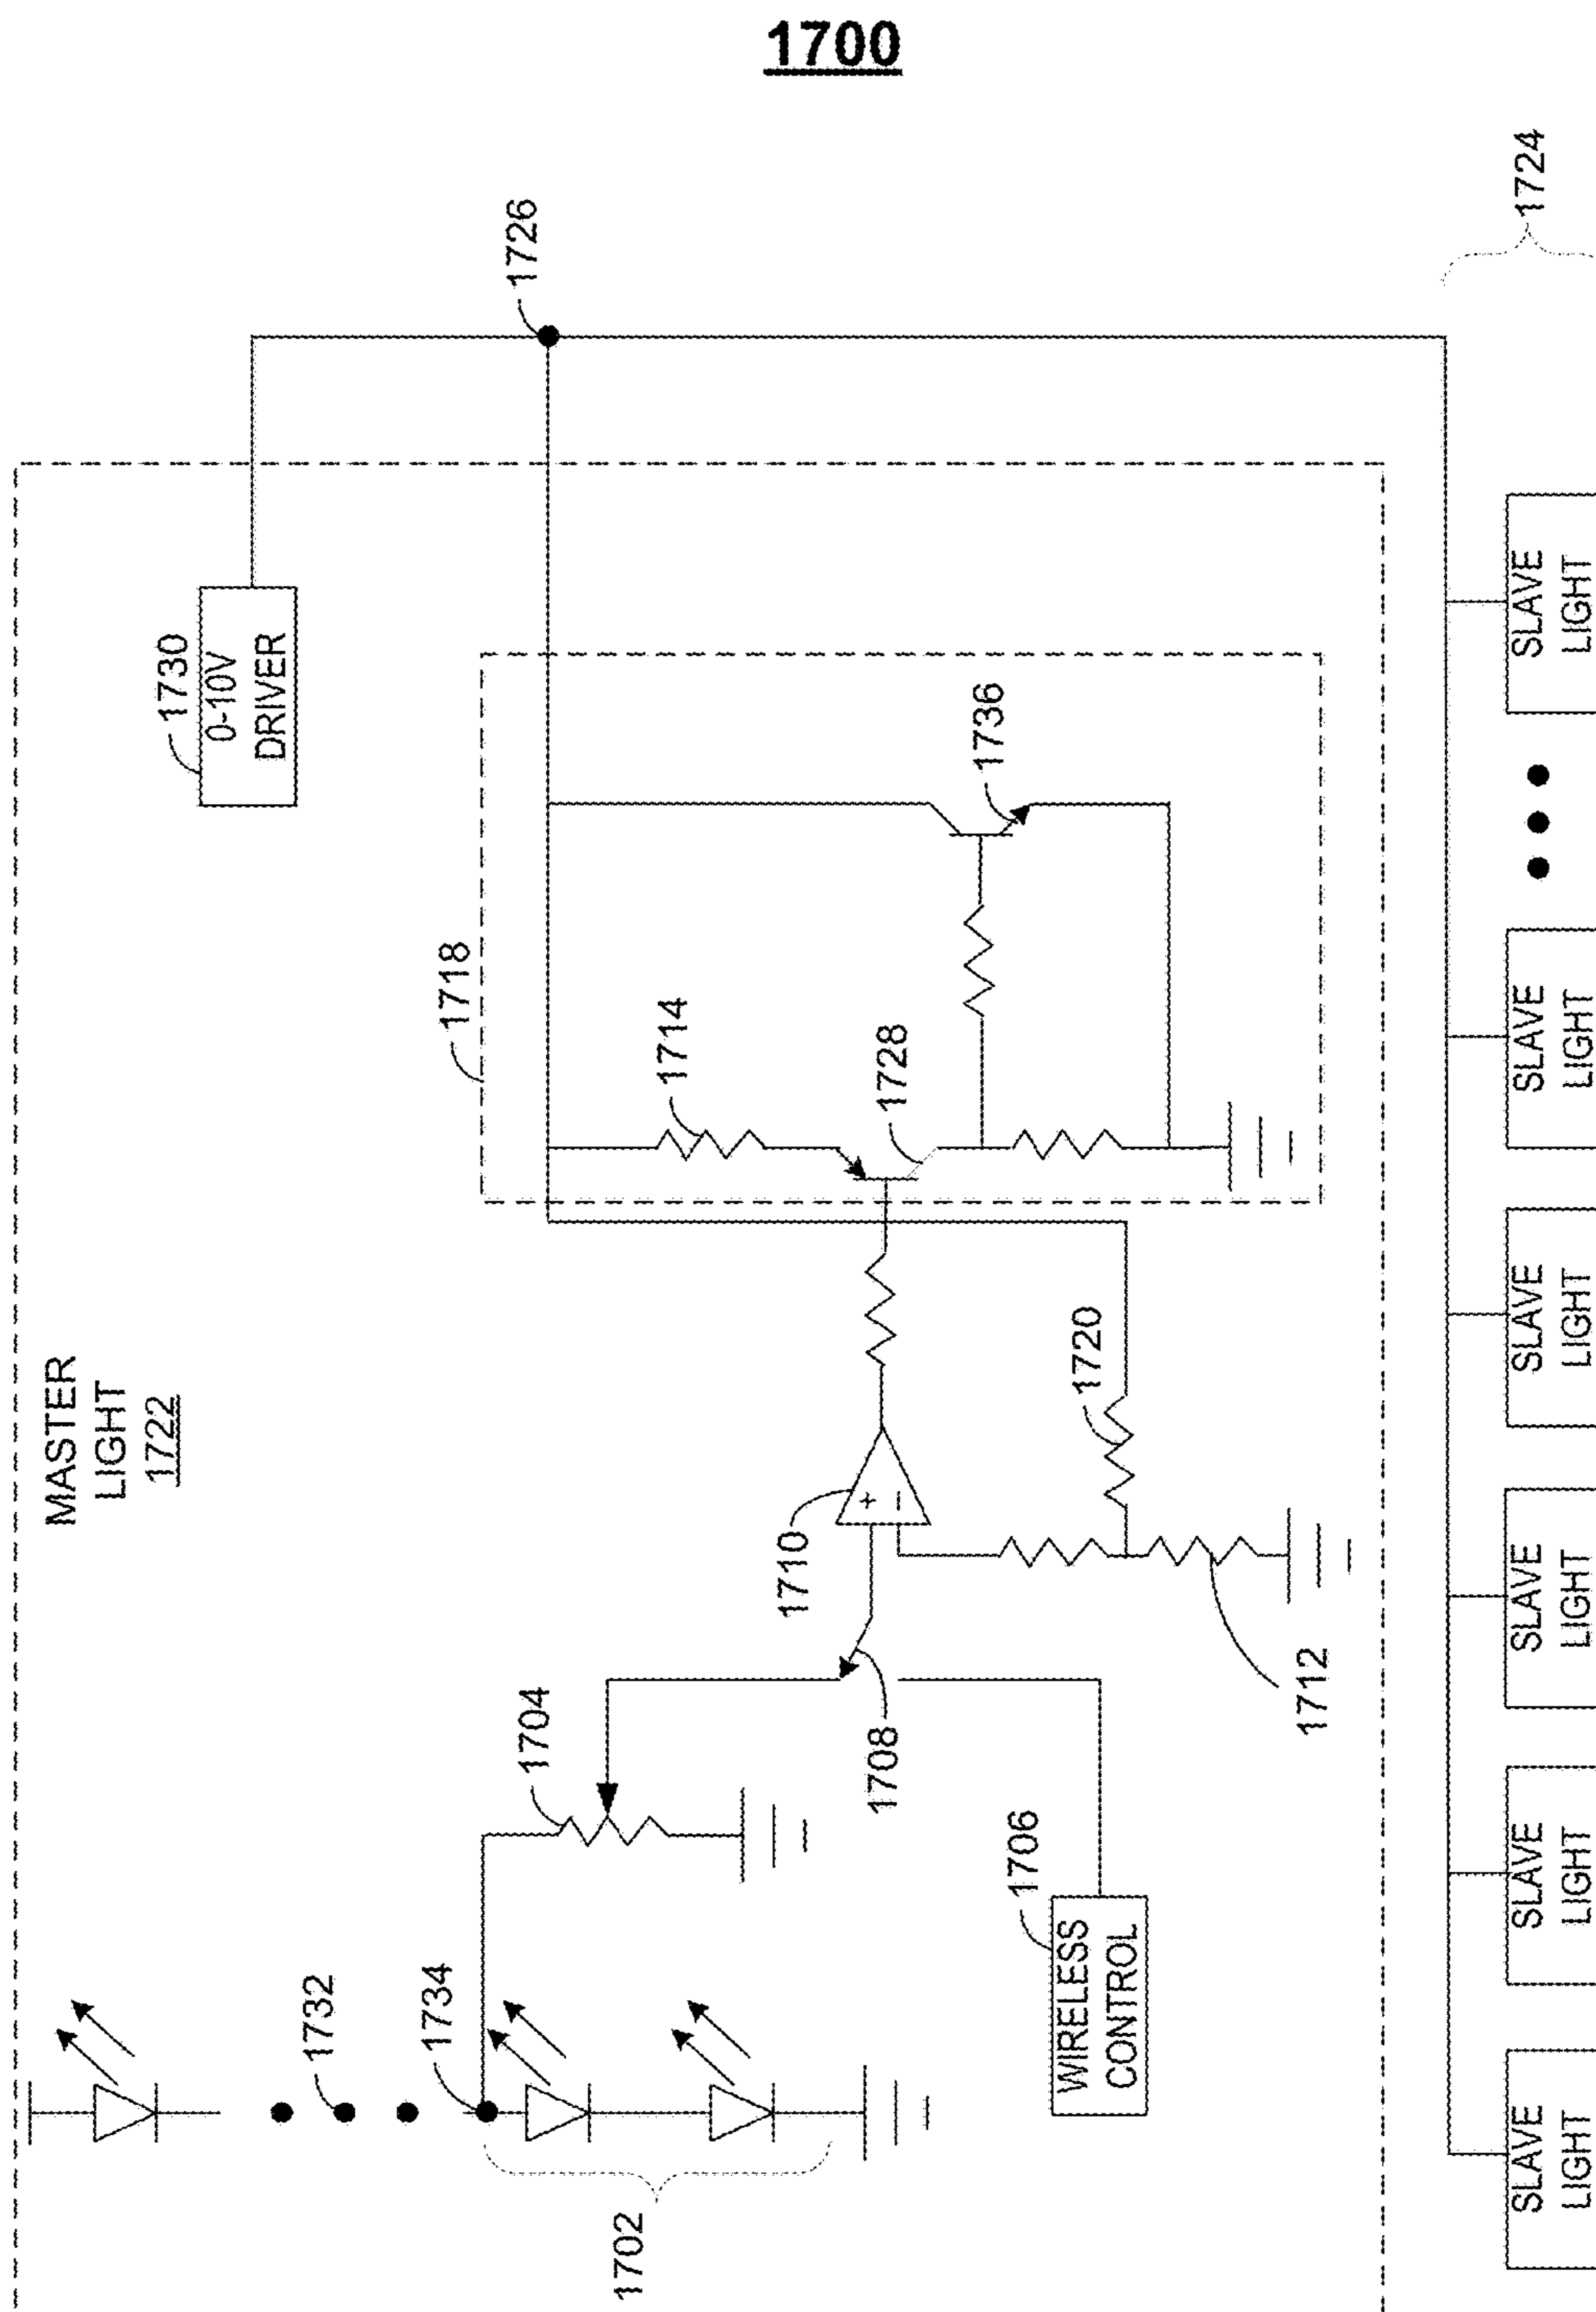 1700
MASTER
LIGHT
1722
1730
0-10V
DRIVER
1726
1718
1714
1728
1736
1710
+
−
1720
1712
1704
1708
1706
WIRELESS
CONTROL
1732
1734
1702
1724
SLAVE
LIGHT
SLAVE
LIGHT
SLAVE
LIGHT
SLAVE
LIGHT
SLAVE
LIGHT
SLAVE
LIGHT